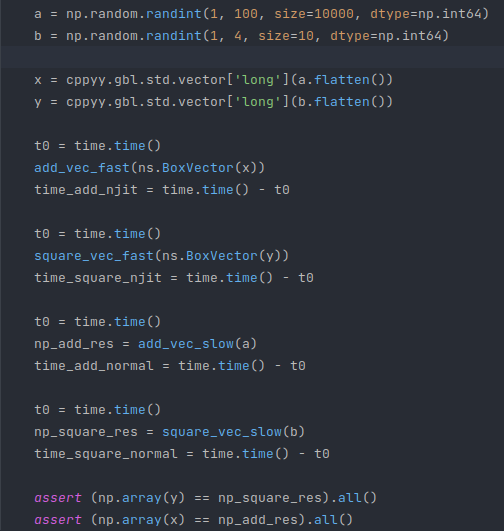 a = np.random.randint(1, 100, size=10000, dtype=np.int64)
b = np.random.randint(1, 4, size=10, dtype=np.int64)
x = cppyy.gbl.std.vector['long'](a.flatten())
y = cppyy.gbl.std.vector['long'](b.flatten())
t0 = time.time()
add_vec_fast(ns.BoxVector(x))
time_add_njit = time.time() - t0
t0 = time.time()
square_vec_fast(ns.BoxVector(y))
time_square_njit = time.time() - t0
t0 = time.time()
np_add_res = add_vec_slow(a)
time_add_normal = time.time() - t0
t0 = time.time()
np_square_res = square_vec_slow(b)
time_square_normal = time.time() - t0
assert (np.array(y) == np_square_res).all()
assert (np.array(x) == np_add_res).all()